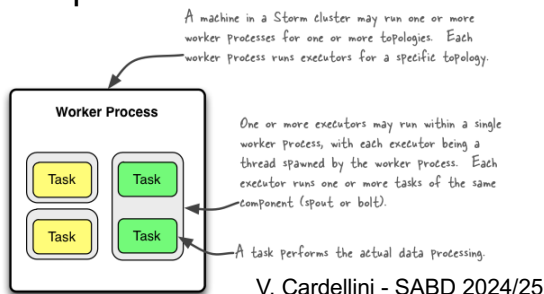 A machine in a Storm cluster may run one or more
worker processes for one or more topologies. Each
worker process runs executors for a specific topology.
Worker Process
Task
Task
Task
Task
One or more executors may run within a single
worker process, with each executor being a
thread spawned by the worker process. Each
executor runs one or more tasks of the same
component (spout or bolt).
A task performs the actual data processing.
V. Cardellini - SABD 2024/25